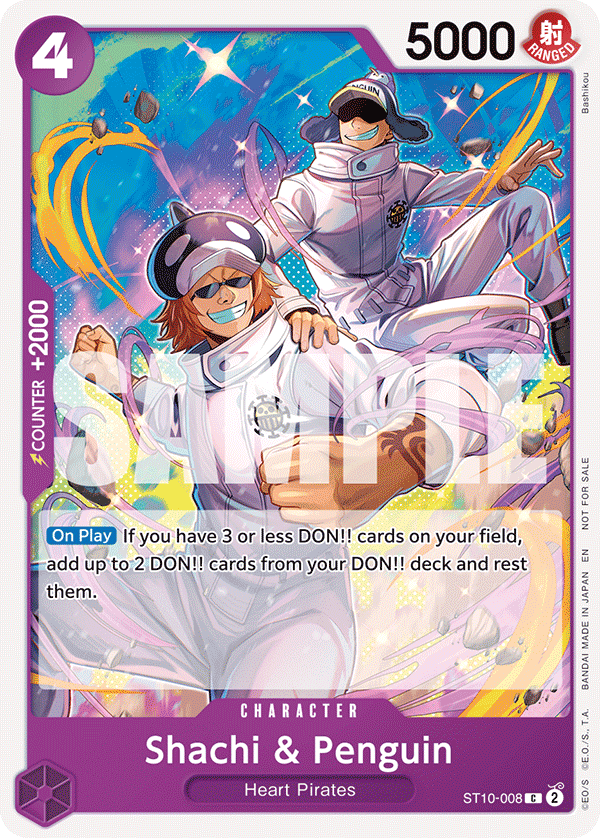 4
5000
射
RANGED
Bashikou
PENGUIN
COUNTER +2000
SAMPLE
On Play If you have 3 or less DON!! cards on your field,
add up to 2 DON!! cards from your DON!! deck and rest
them.
CHARACTER
Shachi & Penguin
Heart Pirates
ST10-008 C 2
©E.O./S ©E.O./S., T.A. BANDAI MADE IN JAPAN EN NOT FOR SALE